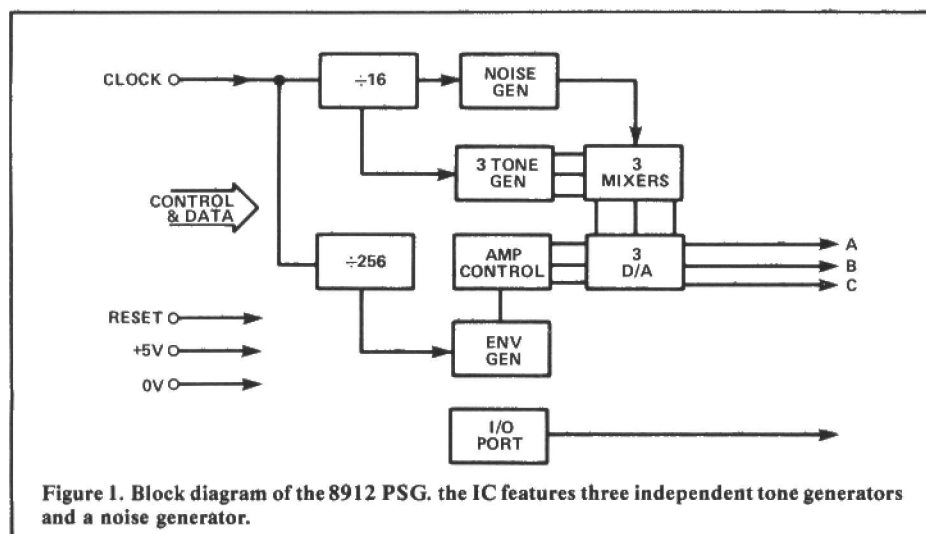 CLOCK
÷16
NOISE
GEN
3 TONE
GEN
3
MIXERS
CONTROL
& DATA
÷256
AMP
CONTROL
3
D/A
A
B
C
RESET
+5V
0V
ENV
GEN
I/O
PORT
Figure 1. Block diagram of the 8912 PSG. the IC features three independent tone generators
and a noise generator.